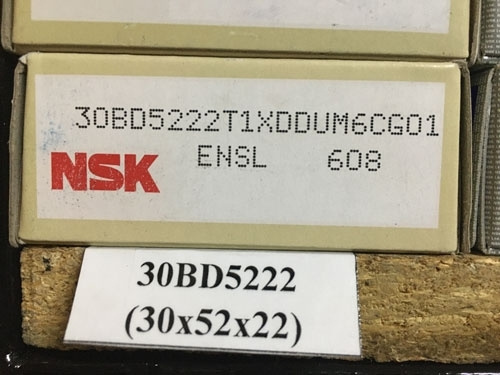 30BD5222T1XDDUM6CG01
ENSL 608
NSK
30BD5222
(30x52x22)